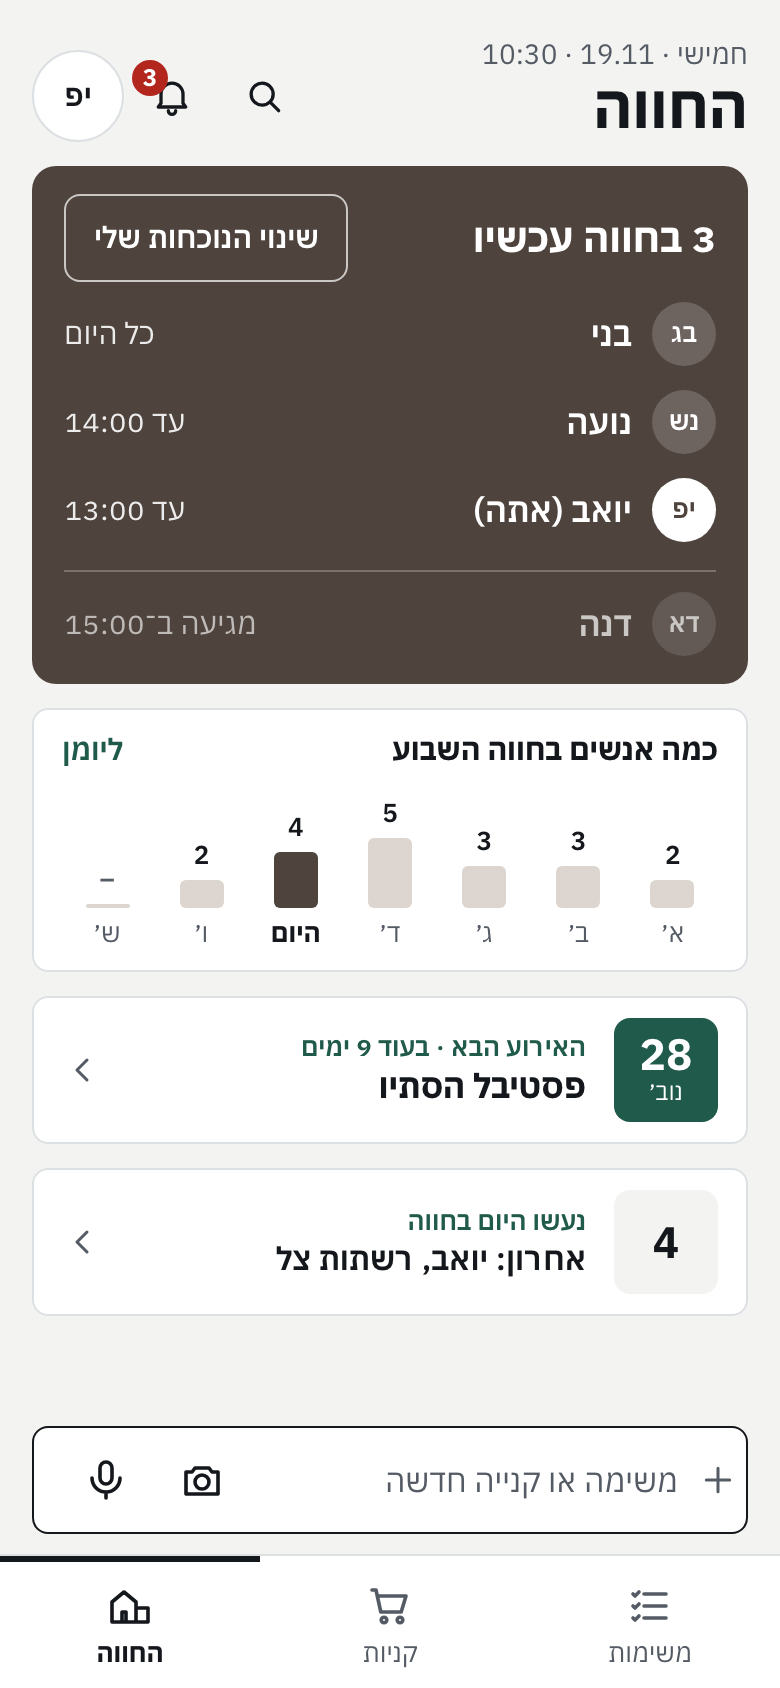 חמישי · 19.11 · 10:30
החווה
3
יפ
3 בחווה עכשיו
שינוי הנוכחות שלי
בג
בני
כל היום
נש
נועה
עד 14:00
יפ
יואב (אתה)
עד 13:00
דא
דנה
מגיעה ב־15:00
כמה אנשים בחווה השבוע
ליומן
2
3
3
5
4
2
–
א׳
ב׳
ג׳
ד׳
היום
ו׳
ש׳
28
נוב׳
האירוע הבא · בעוד 9 ימים
פסטיבל הסתיו
4
נעשו היום בחווה
אחרון: יואב, רשתות צל
משימה או קנייה חדשה
משימות
קניות
החווה